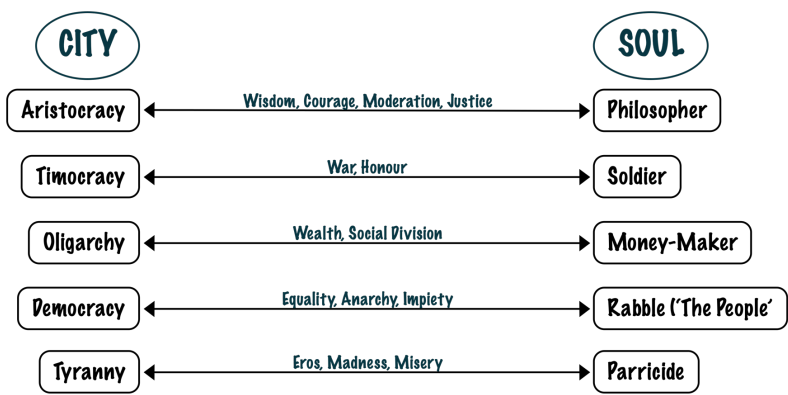 CITY
SOUL
Aristocracy
Wisdom, Courage, Moderation, Justice
Philosopher
Timocracy
War, Honour
Soldier
Oligarchy
Wealth, Social Division
Money-Maker
Democracy
Equality, Anarchy, Impiety
Rabble ('The People'
Tyranny
Eros, Madness, Misery
Parricide